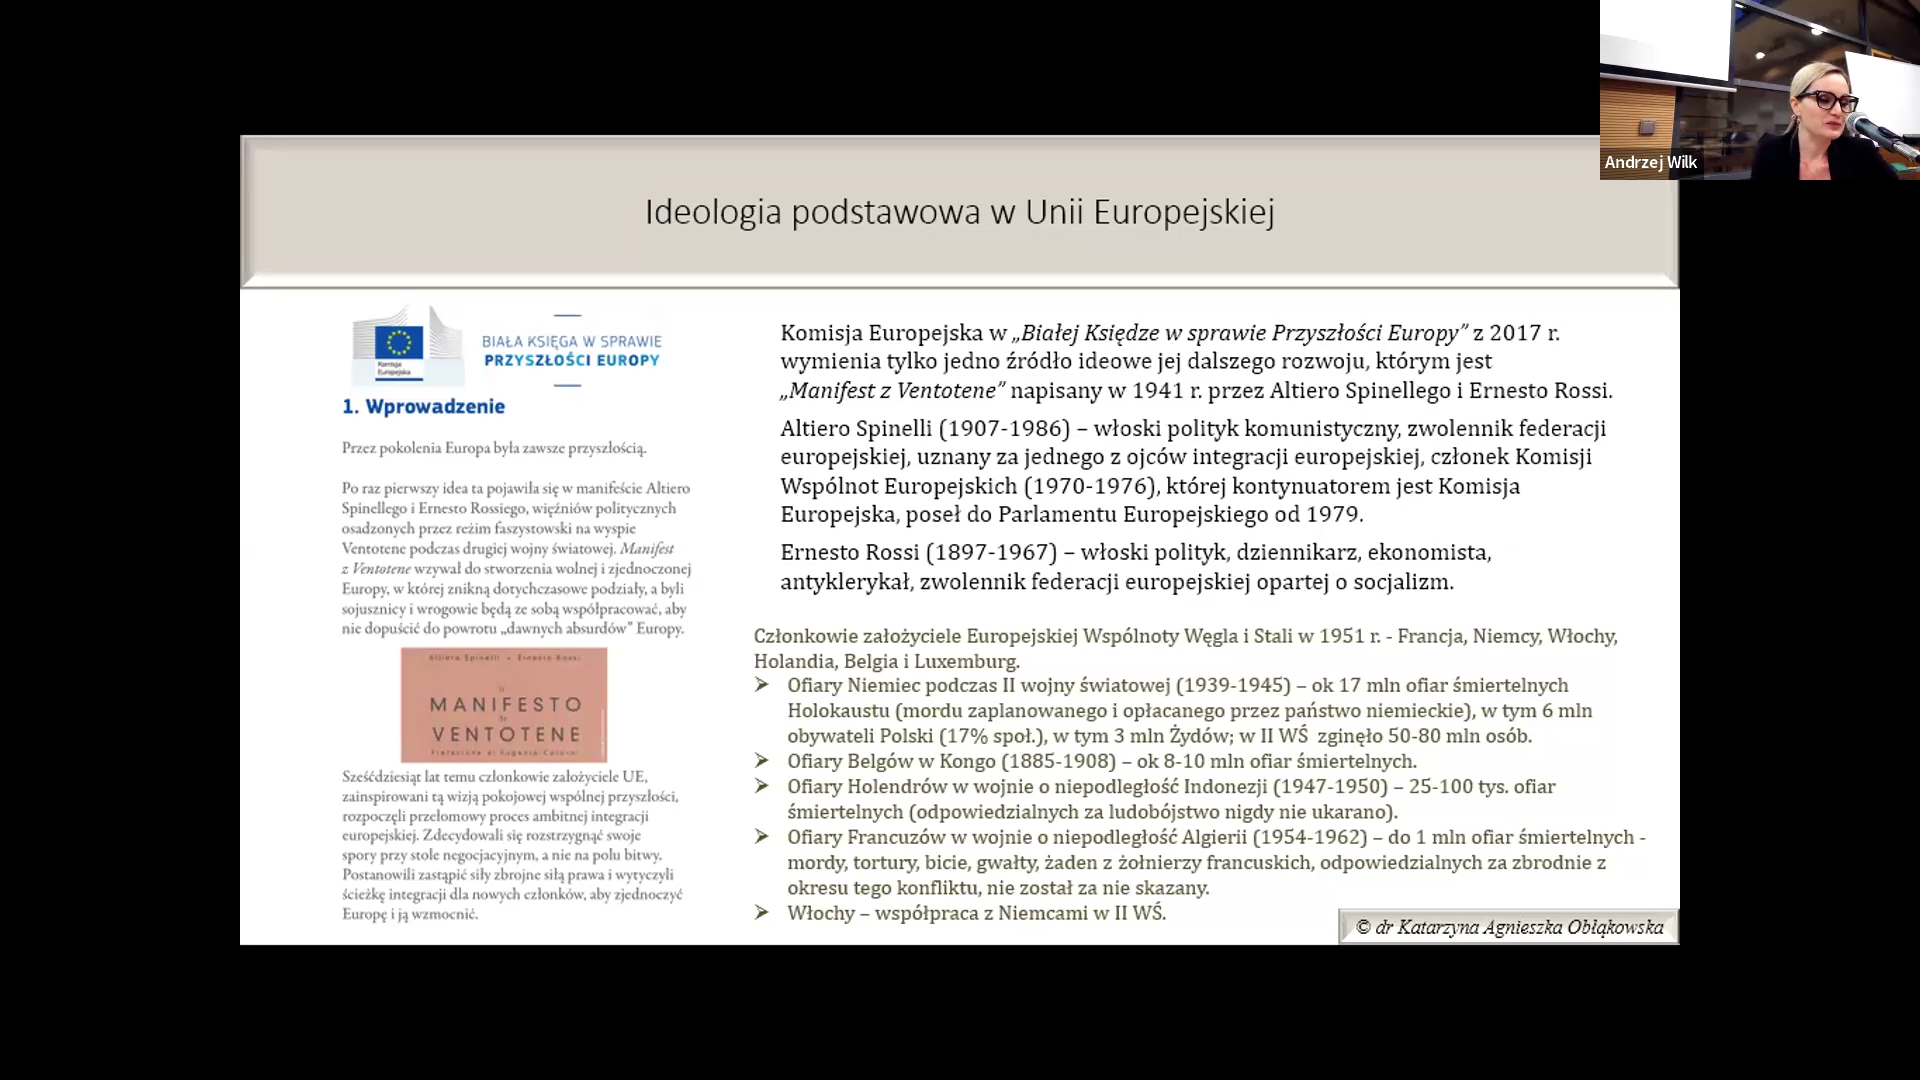 Andrzej Wilk
Ideologia podstawowa w Unii Europejskiej
Komisja
Europejska
BIAŁA KSIĘGA W SPRAWIE
PRZYSZŁOŚCI EUROPY
1. Wprowadzenie
Przez pokolenia Europa była zawsze przyszłością.
Po raz pierwszy idea ta pojawiła się w manifeście Altiero
Spinellego i Ernesto Rossiego, więźniów politycznych
osadzonych przez reżim faszystowski na wyspie
Ventotene podczas drugiej wojny światowej. Manifest
z Ventotene wzywał do stworzenia wolnej i zjednoczonej
Europy, w której znikną dotychczasowe podziały, a byli
sojusznicy i wrogowie będą ze sobą współpracować, aby
nie dopuścić do powrotu „dawnych absurdów” Europy.
Altiero Spinelli • Ernesto Rossi
MANIFESTO
VENTOTENE
Prefazione di Eugenio Colorni
Sześćdziesiąt lat temu członkowie założyciele UE,
zainspirowani tą wizją pokojowej wspólnej przyszłości,
rozpoczęli przełomowy proces ambitnej integracji
europejskiej. Zdecydowali się rozstrzygnąć swoje
spory przy stole negocjacyjnym, a nie na polu bitwy.
Postanowili zastąpić siły zbrojne siłą prawa i wytyczyli
ścieżkę integracji dla nowych członków, aby zjednoczyć
Europę i ją wzmocnić.
Komisja Europejska w „Białej Księdze w sprawie Przyszłości Europy” z 2017 r.
wymienia tylko jedno źródło ideowe jej dalszego rozwoju, którym jest
„Manifest z Ventotene” napisany w 1941 r. przez Altiero Spinellego i Ernesto Rossi.
Altiero Spinelli (1907-1986) – włoski polityk komunistyczny, zwolennik federacji
europejskiej, uznany za jednego z ojców integracji europejskiej, członek Komisji
Wspólnot Europejskich (1970-1976), której kontynuatorem jest Komisja
Europejska, poseł do Parlamentu Europejskiego od 1979.
Ernesto Rossi (1897-1967) – włoski polityk, dziennikarz, ekonomista,
antyklerykał, zwolennik federacji europejskiej opartej o socjalizm.
Członkowie założyciele Europejskiej Wspólnoty Węgla i Stali w 1951 r. - Francja, Niemcy, Włochy,
Holandia, Belgia i Luxemburg.
➢ Ofiary Niemiec podczas II wojny światowej (1939-1945) – ok 17 mln ofiar śmiertelnych
Holokaustu (mordu zaplanowanego i opłacanego przez państwo niemieckie), w tym 6 mln
obywateli Polski (17% społ.), w tym 3 mln Żydów; w II WŚ zginęło 50-80 mln osób.
➢ Ofiary Belgów w Kongo (1885-1908) – ok 8-10 mln ofiar śmiertelnych.
➢ Ofiary Holendrów w wojnie o niepodległość Indonezji (1947-1950) – 25-100 tys. ofiar
śmiertelnych (odpowiedzialnych za ludobójstwo nigdy nie ukarano).
➢ Ofiary Francuzów w wojnie o niepodległość Algierii (1954-1962) – do 1 mln ofiar śmiertelnych -
mordy, tortury, bicie, gwałty, żaden z żołnierzy francuskich, odpowiedzialnych za zbrodnie z
okresu tego konfliktu, nie został za nie skazany.
➢ Włochy – współpraca z Niemcami w II WŚ.
© dr Katarzyna Agnieszka Obłąkowska